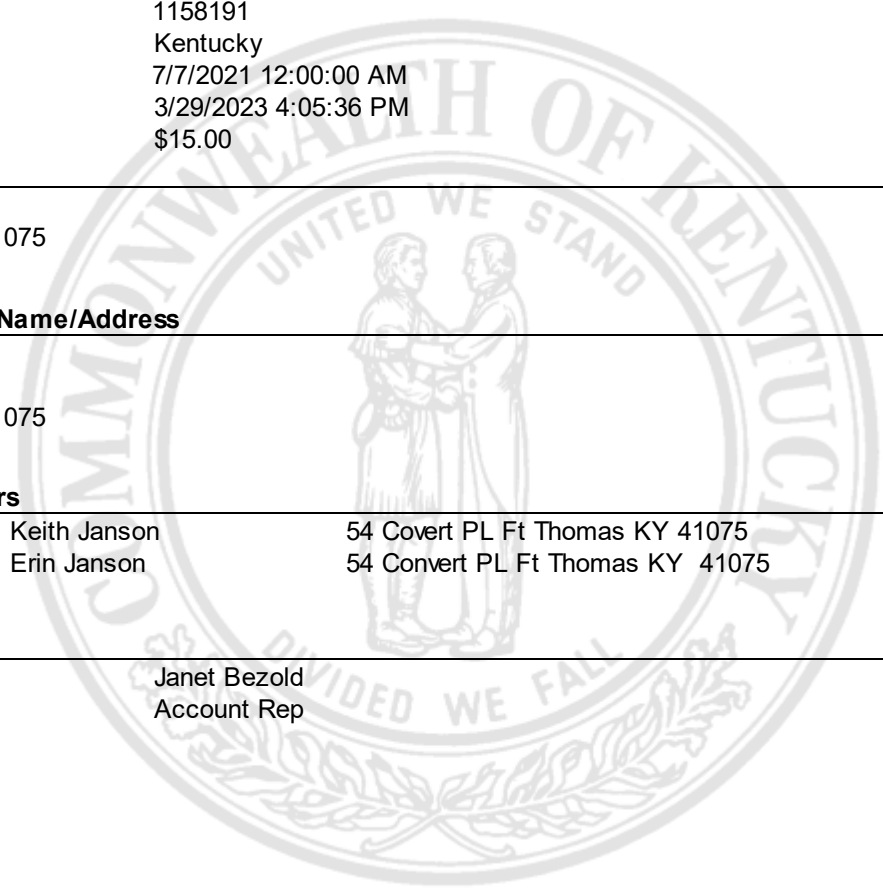 1158191
Kentucky
7/7/2021 12:00:00 AM
3/29/2023 4:05:36 PM
$15.00
075
Name/Address
075
rs
Keith Janson 54 Covert PL Ft Thomas KY 41075
Erin Janson 54 Convert PL Ft Thomas KY 41075
Janet Bezold
Account Rep
COMMONWEALTH OF KENTUCKY
UNITED WE STAND
DIVIDED WE FALL